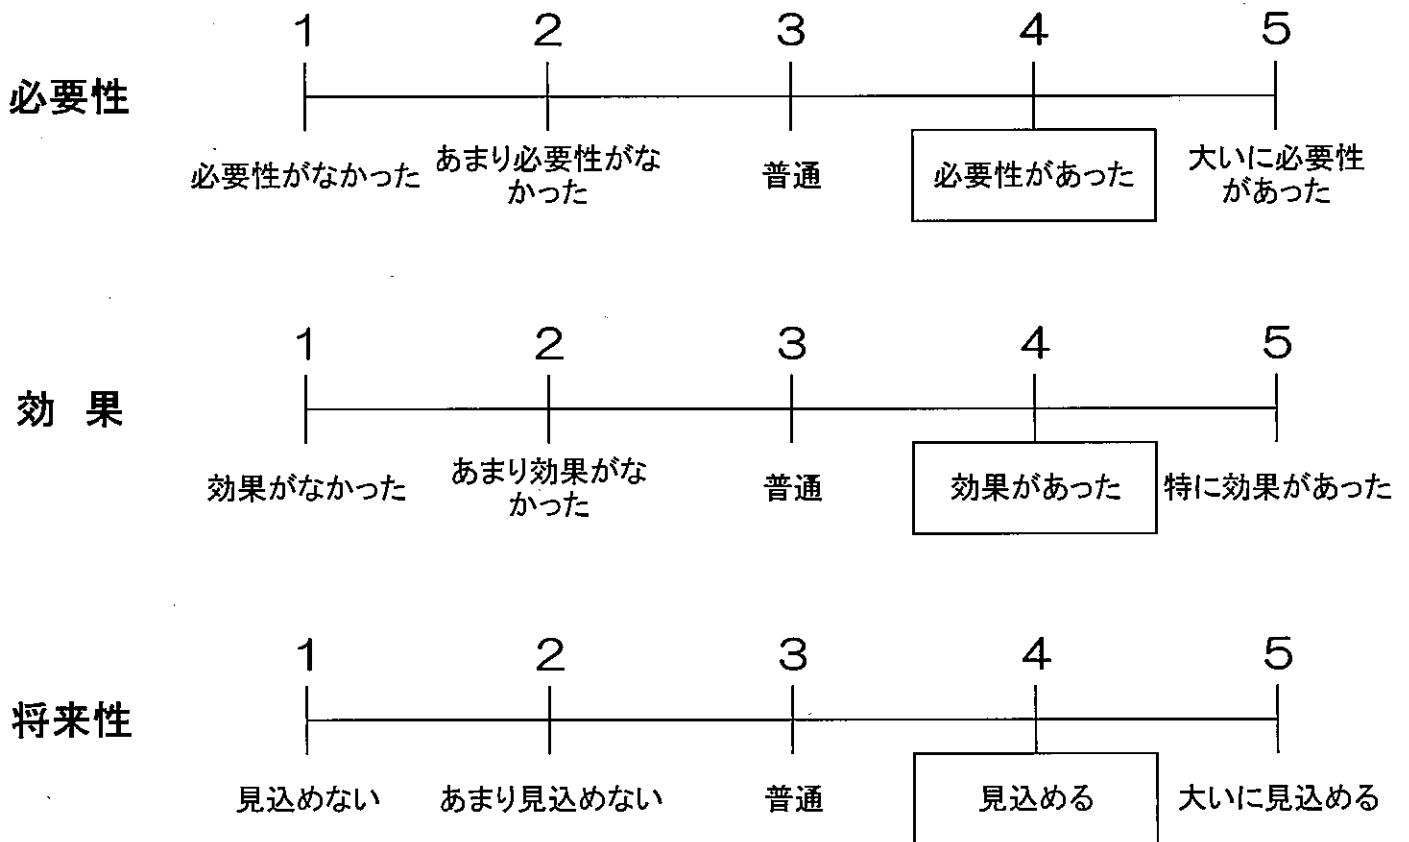 1 2 3 4 5
必要性
必要性がなかった あまり必要性がな 普通 必要性があった 大いに必要性
かった があった
1 2 3 4 5
効 果
効果がなかった あまり効果がな 普通 効果があった 特に効果があった
かった
1 2 3 4 5
将来性
見込めない あまり見込めない 普通 見込める 大いに見込める